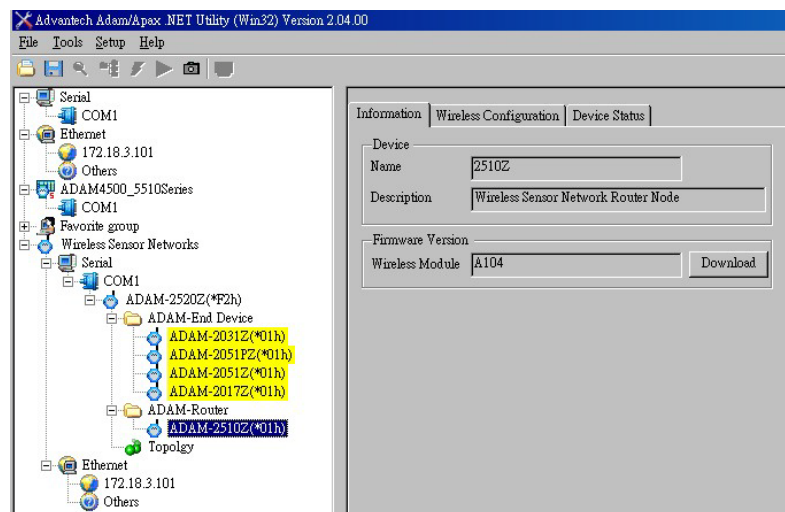 Advantech Adam/Apax .NET Utility (Win32) Version 2.04.00
File Tools Setup Help
Serial
COM1
Ethernet
172.18.3.101
Others
ADAM4500_5510Series
COM1
Favorite group
Wireless Sensor Networks
Serial
COM1
ADAM-2520Z(*F2h)
ADAM-End Device
ADAM-2031Z(*01h)
ADAM-2051PZ(*01h)
ADAM-2051Z(*01h)
ADAM-2017Z(*01h)
ADAM-Router
ADAM-2510Z(*01h)
Topolgy
Ethernet
172.18.3.101
Others
Information Wireless Configuration Device Status
Device
Name 2510Z
Description Wireless Sensor Network Router Node
Firmware Version
Wireless Module A104 Download